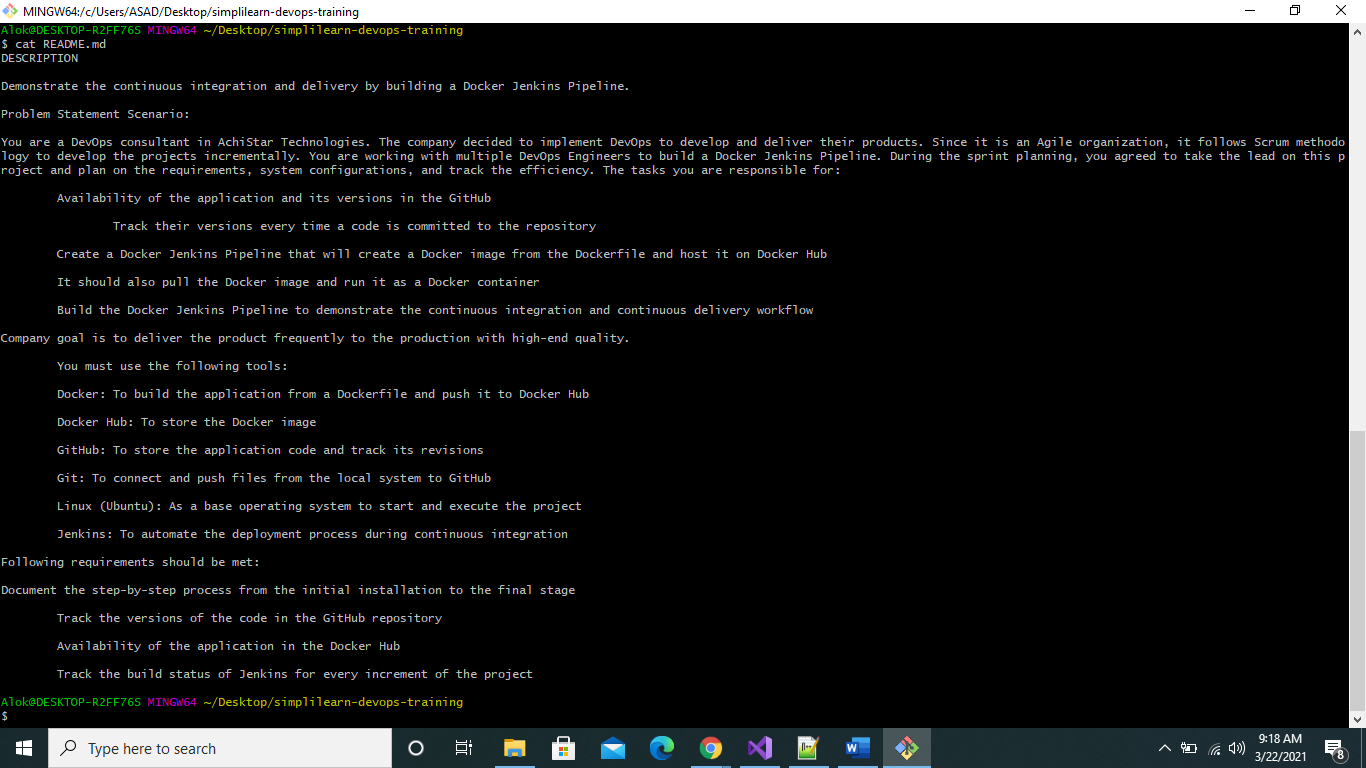 MINGW64:/c/Users/ASAD/Desktop/simplilearn-devops-training
Alok@DESKTOP-R2FF76S MINGW64 ~/Desktop/simplilearn-devops-training
$ cat README.md
DESCRIPTION
Demonstrate the continuous integration and delivery by building a Docker Jenkins Pipeline.
Problem Statement Scenario:
You are a DevOps consultant in AchiStar Technologies. The company decided to implement DevOps to develop and deliver their products. Since it is an Agile organization, it follows Scrum methodo
logy to develop the projects incrementally. You are working with multiple DevOps Engineers to build a Docker Jenkins Pipeline. During the sprint planning, you agreed to take the lead on this p
roject and plan on the requirements, system configurations, and track the efficiency. The tasks you are responsible for:
Availability of the application and its versions in the GitHub
Track their versions every time a code is committed to the repository
Create a Docker Jenkins Pipeline that will create a Docker image from the Dockerfile and host it on Docker Hub
It should also pull the Docker image and run it as a Docker container
Build the Docker Jenkins Pipeline to demonstrate the continuous integration and continuous delivery workflow
Company goal is to deliver the product frequently to the production with high-end quality.
You must use the following tools:
Docker: To build the application from a Dockerfile and push it to Docker Hub
Docker Hub: To store the Docker image
GitHub: To store the application code and track its revisions
Git: To connect and push files from the local system to GitHub
Linux (Ubuntu): As a base operating system to start and execute the project
Jenkins: To automate the deployment process during continuous integration
Following requirements should be met:
Document the step-by-step process from the initial installation to the final stage
Track the versions of the code in the GitHub repository
Availability of the application in the Docker Hub
Track the build status of Jenkins for every increment of the project
Alok@DESKTOP-R2FF76S MINGW64 ~/Desktop/simplilearn-devops-training
$
Type here to search
9:18 AM
3/22/2021
8